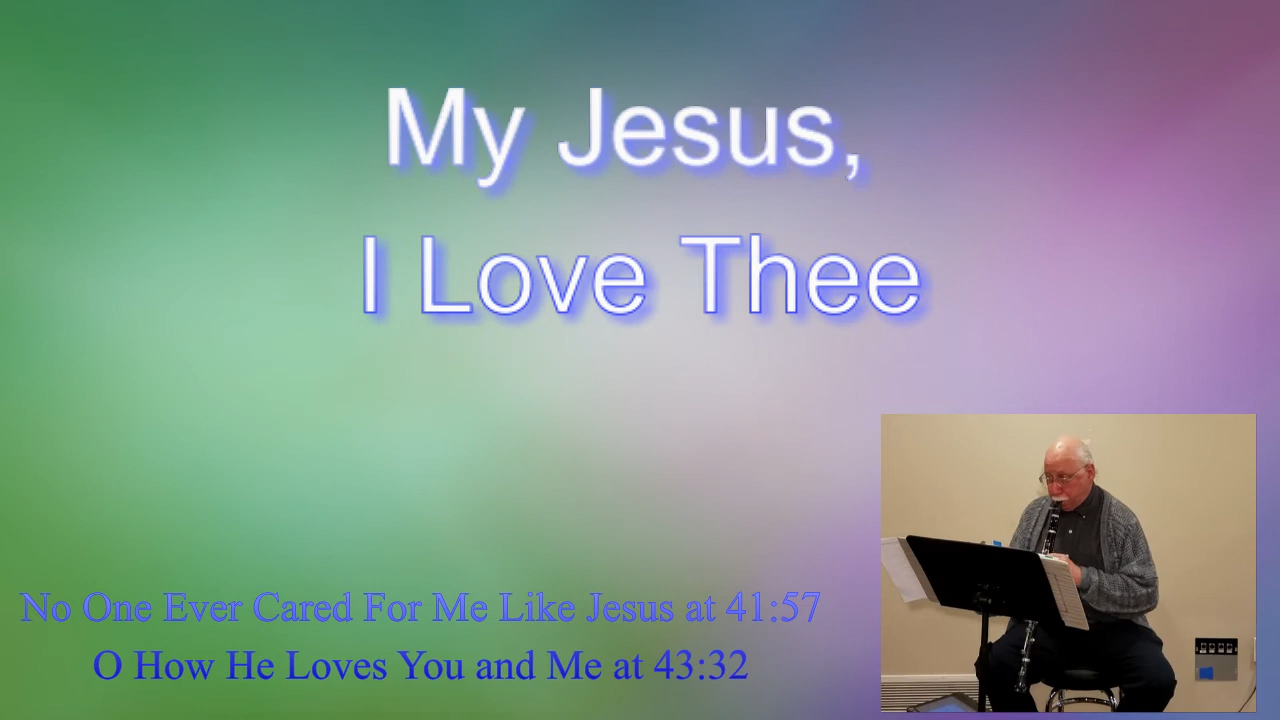 My Jesus,
I Love Thee
No One Ever Cared For Me Like Jesus at 41:57
O How He Loves You and Me at 43:32